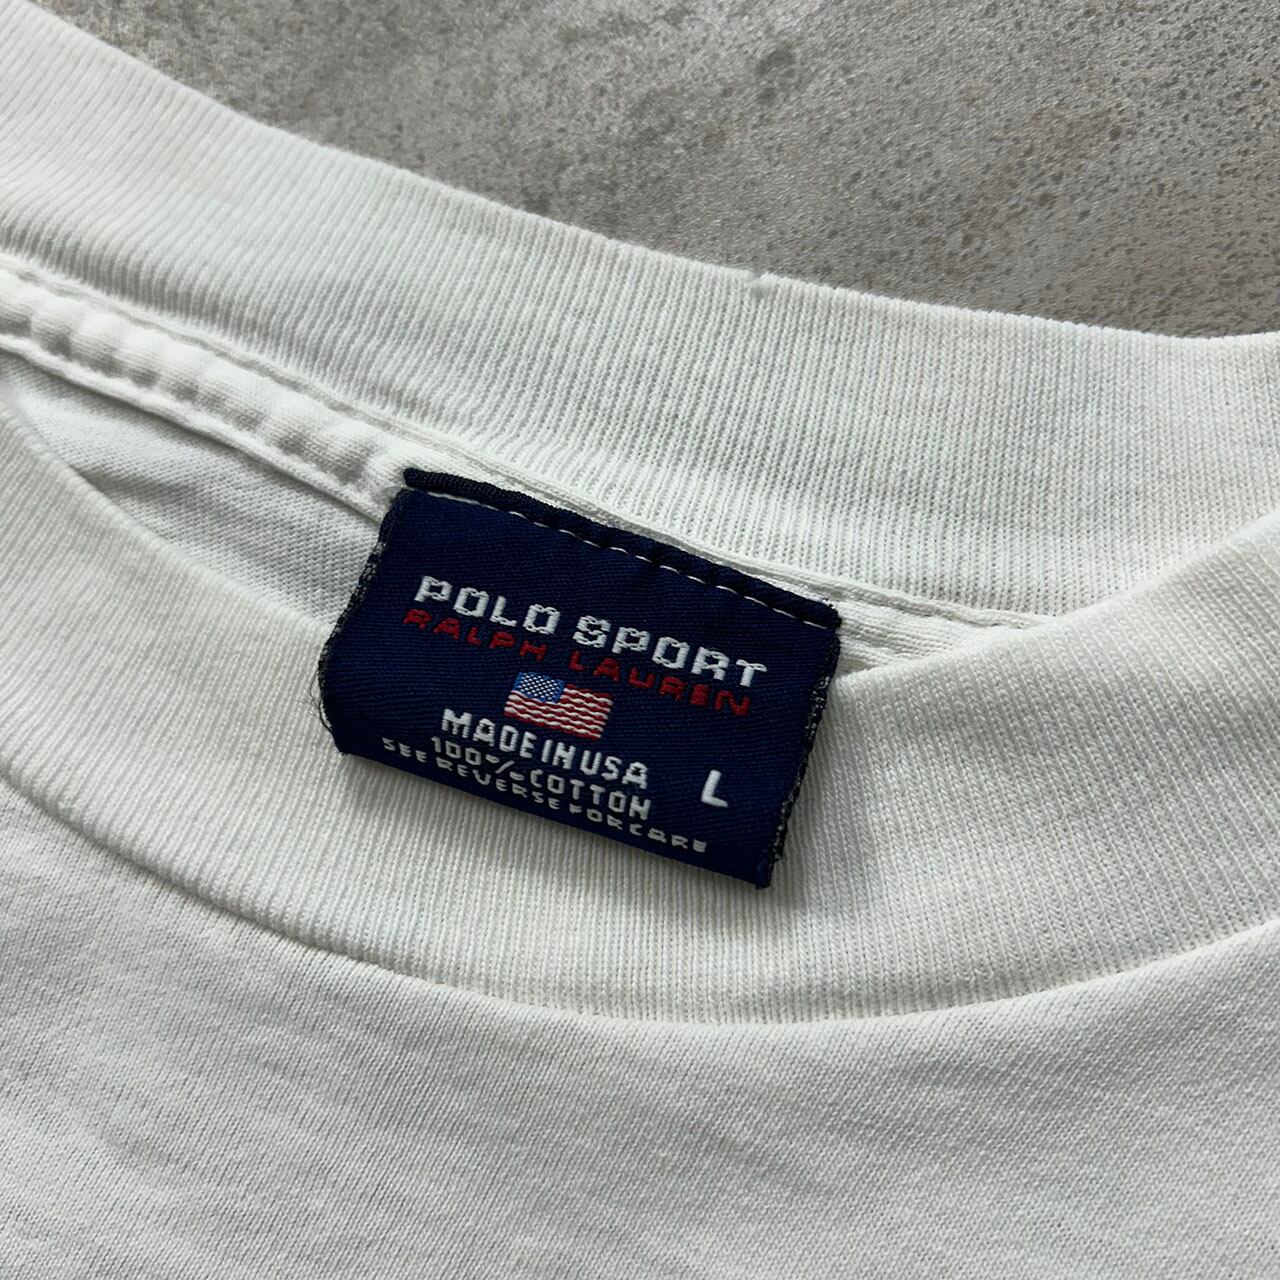 POLO SPORT
RALPH LAUREN
MADE IN USA
100% COTTON
L
SEE REVERSE FOR CARE